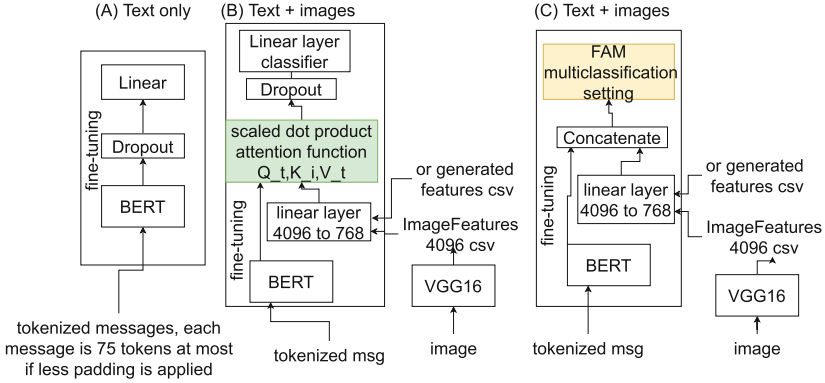 (A) Text only
Linear
Dropout
BERT
fine-tuning
tokenized messages, each
message is 75 tokens at most
if less padding is applied
(B) Text + images
Linear layer
classifier
Dropout
scaled dot product
attention function
Q_t,K_i,V_t
linear layer
4096 to 768
fine-tuning
BERT
tokenized msg
or generated
features csv
ImageFeatures
4096 csv
VGG16
image
(C) Text + images
FAM
multiclassification
setting
Concatenate
linear layer
4096 to 768
fine-tuning
BERT
tokenized msg
or generated
features csv
ImageFeatures
4096 csv
VGG16
image